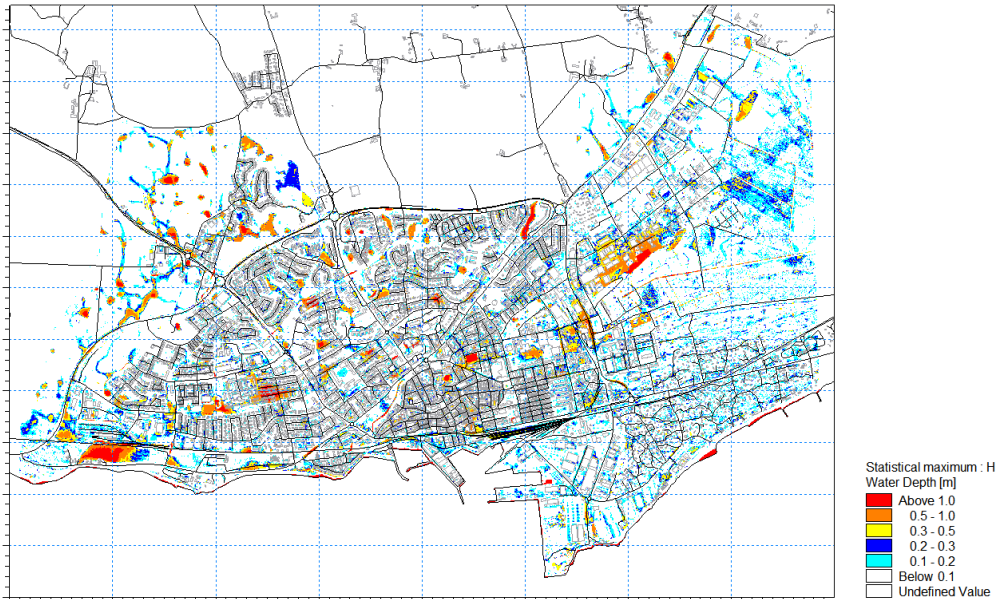 Statistical maximum : H
Water Depth [m]
Above 1.0
0.5 - 1.0
0.3 - 0.5
0.2 - 0.3
0.1 - 0.2
Below 0.1
Undefined Value